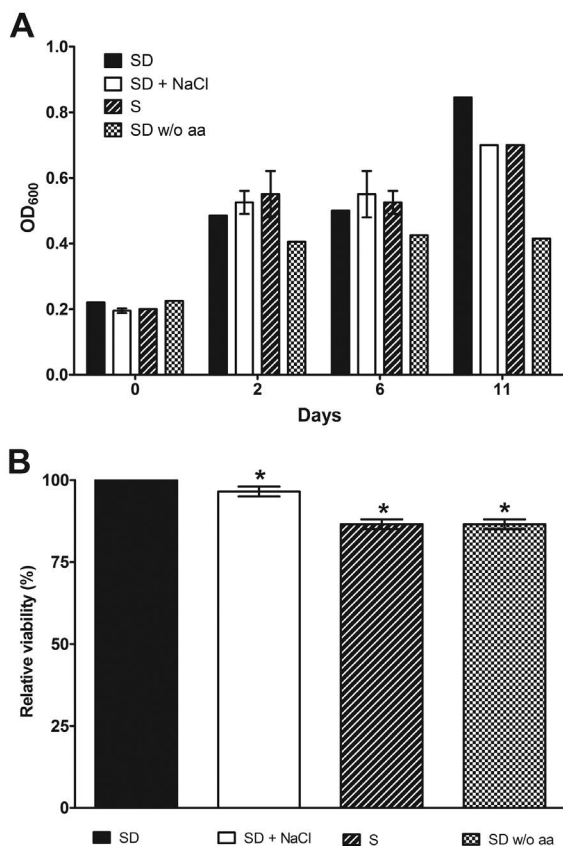 A
SD
SD + NaCl
S
SD w/o aa
OD600
1.0
0.8
0.6
0.4
0.2
0.0
0 2 6 11
Days
B
* * *
Relative viability (%)
100
75
50
25
0
SD SD + NaCl S SD w/o aa